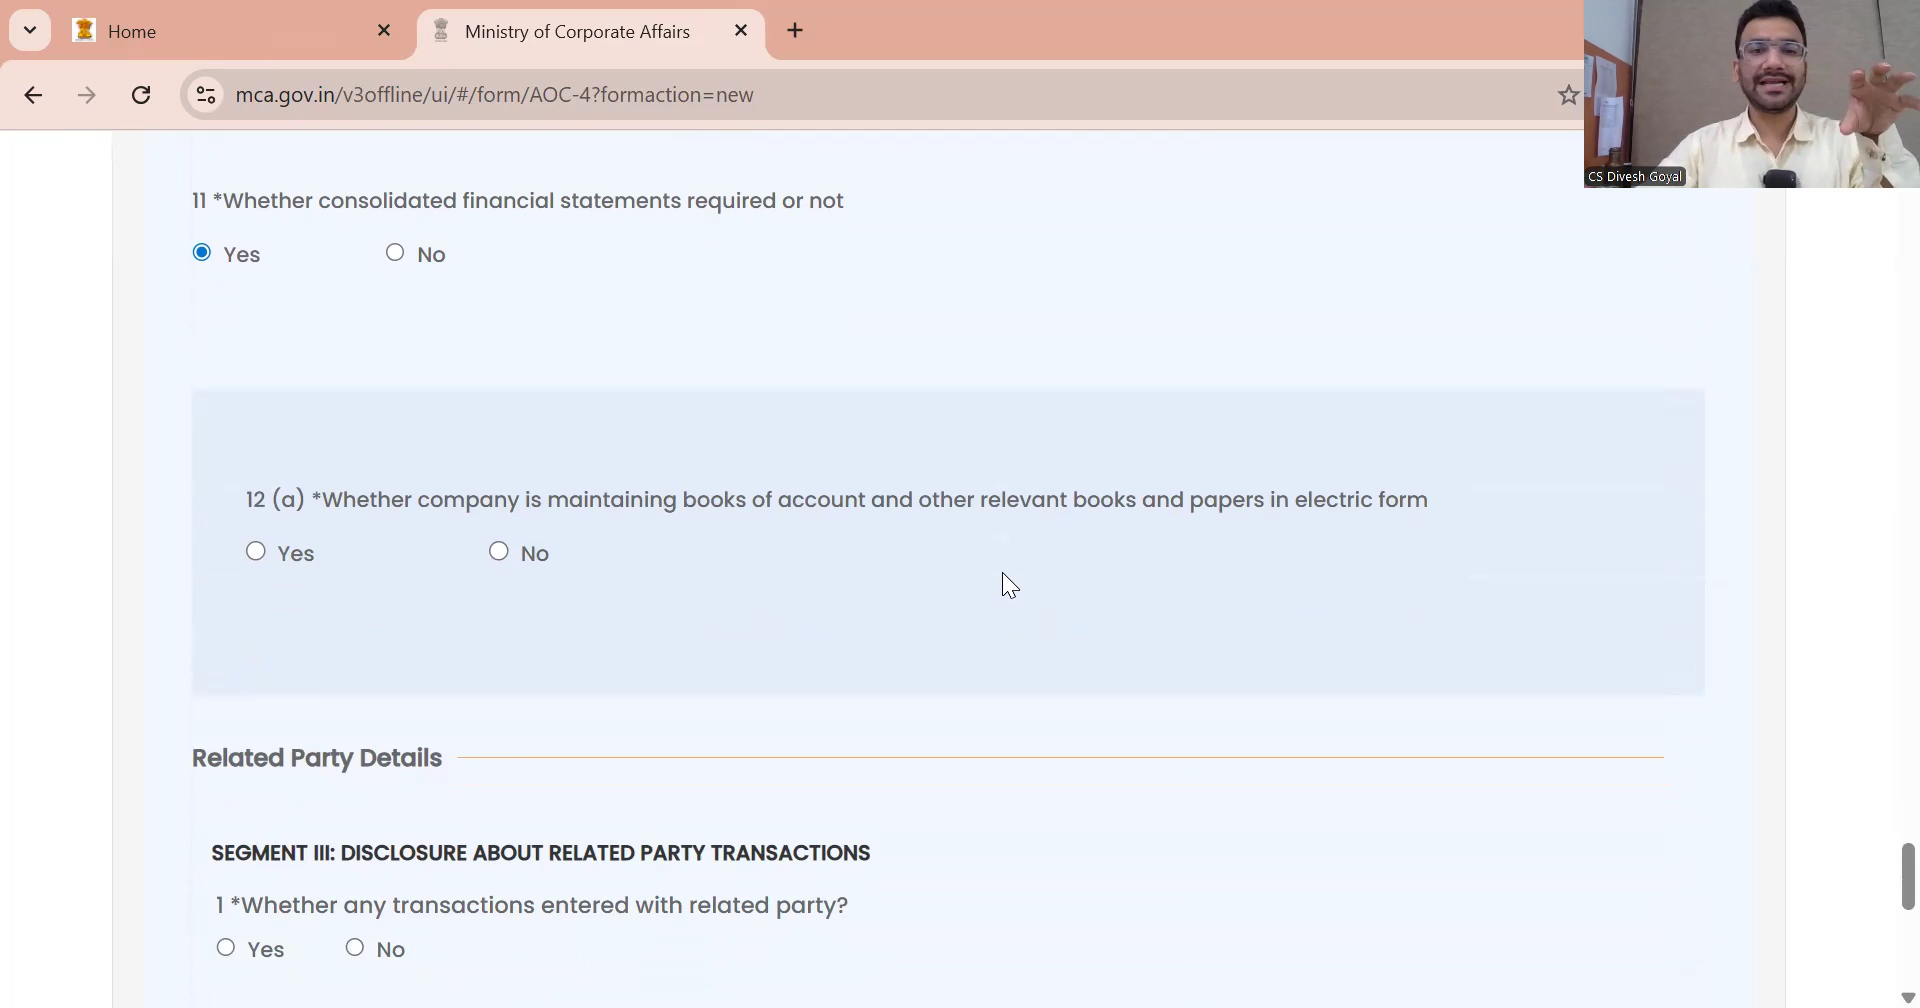 Home
Ministry of Corporate Affairs
mca.gov.in/v3offline/ui/#/form/AOC-4?formaction=new
CS Divesh Goyal
11 *Whether consolidated financial statements required or not
Yes No
12 (a) *Whether company is maintaining books of account and other relevant books and papers in electric form
Yes No
Related Party Details
SEGMENT III: DISCLOSURE ABOUT RELATED PARTY TRANSACTIONS
1 *Whether any transactions entered with related party?
Yes No